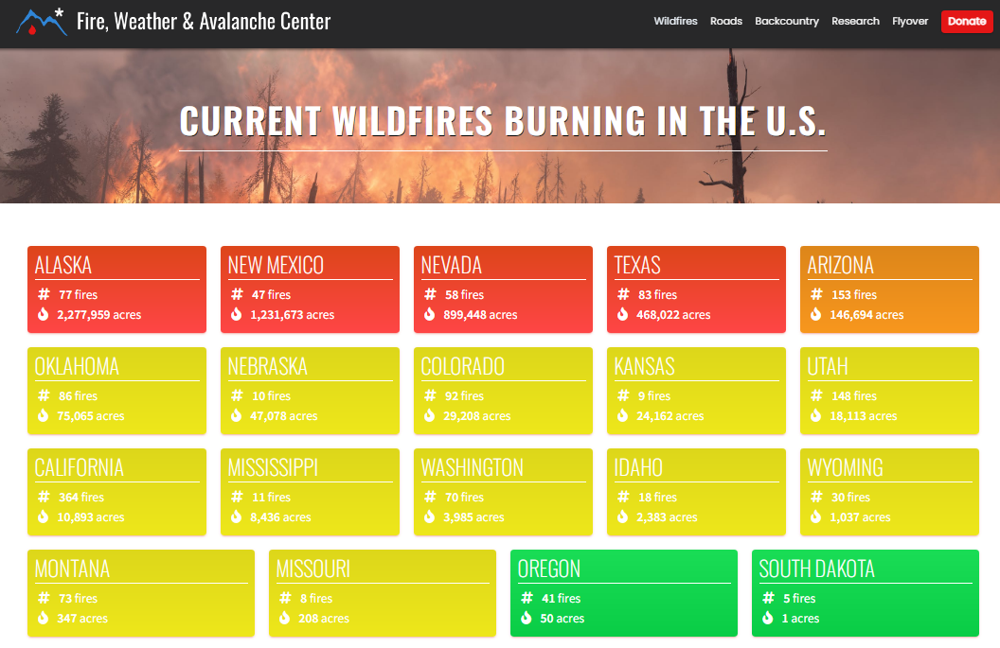 Fire, Weather & Avalanche Center
Wildfires Roads Backcountry Research Flyover Donate
CURRENT WILDFIRES BURNING IN THE U.S.
ALASKA
# 77 fires
2,277,959 acres
NEW MEXICO
# 47 fires
1,231,673 acres
NEVADA
# 58 fires
899,448 acres
TEXAS
# 83 fires
468,022 acres
ARIZONA
# 153 fires
146,694 acres
OKLAHOMA
# 86 fires
75,065 acres
NEBRASKA
# 10 fires
47,078 acres
COLORADO
# 92 fires
29,208 acres
KANSAS
# 9 fires
24,162 acres
UTAH
# 148 fires
18,113 acres
CALIFORNIA
# 364 fires
10,893 acres
MISSISSIPPI
# 11 fires
8,436 acres
WASHINGTON
# 70 fires
3,985 acres
IDAHO
# 18 fires
2,383 acres
WYOMING
# 30 fires
1,037 acres
MONTANA
# 73 fires
347 acres
MISSOURI
# 8 fires
208 acres
OREGON
# 41 fires
50 acres
SOUTH DAKOTA
# 5 fires
1 acres